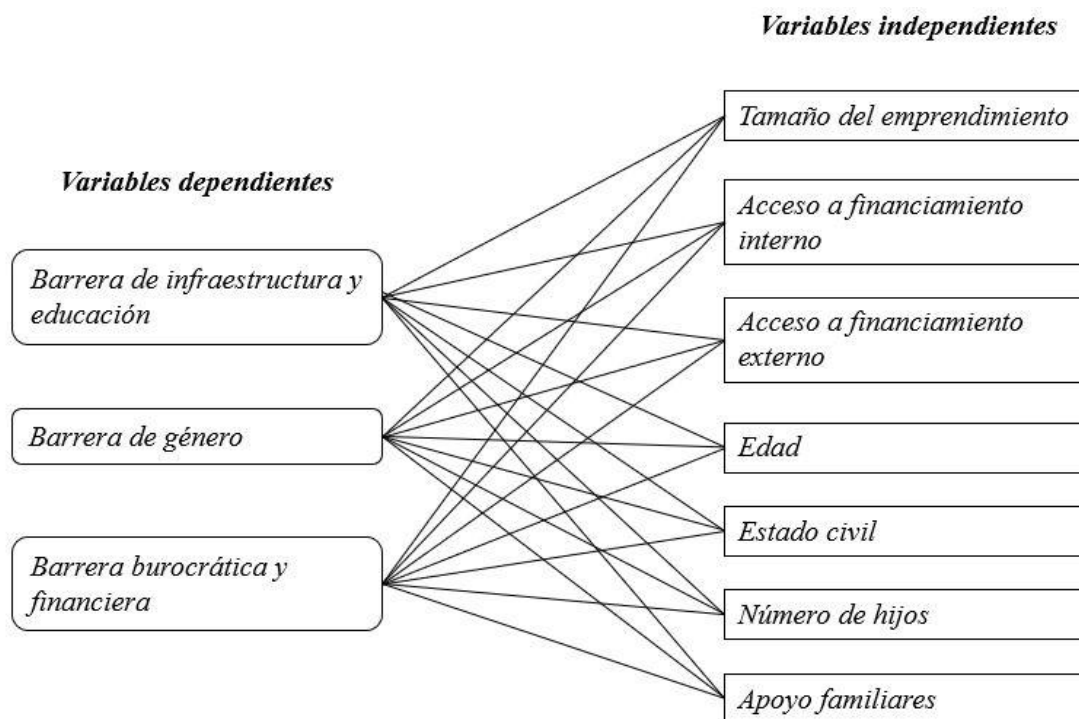 Variables independientes
Tamaño del emprendimiento
Variables dependientes
Acceso a financiamiento
interno
Barrera de infraestructura y
educación
Acceso a financiamiento
externo
Barrera de género
Edad
Estado civil
Barrera burocrática y
financiera
Número de hijos
Apoyo familiares